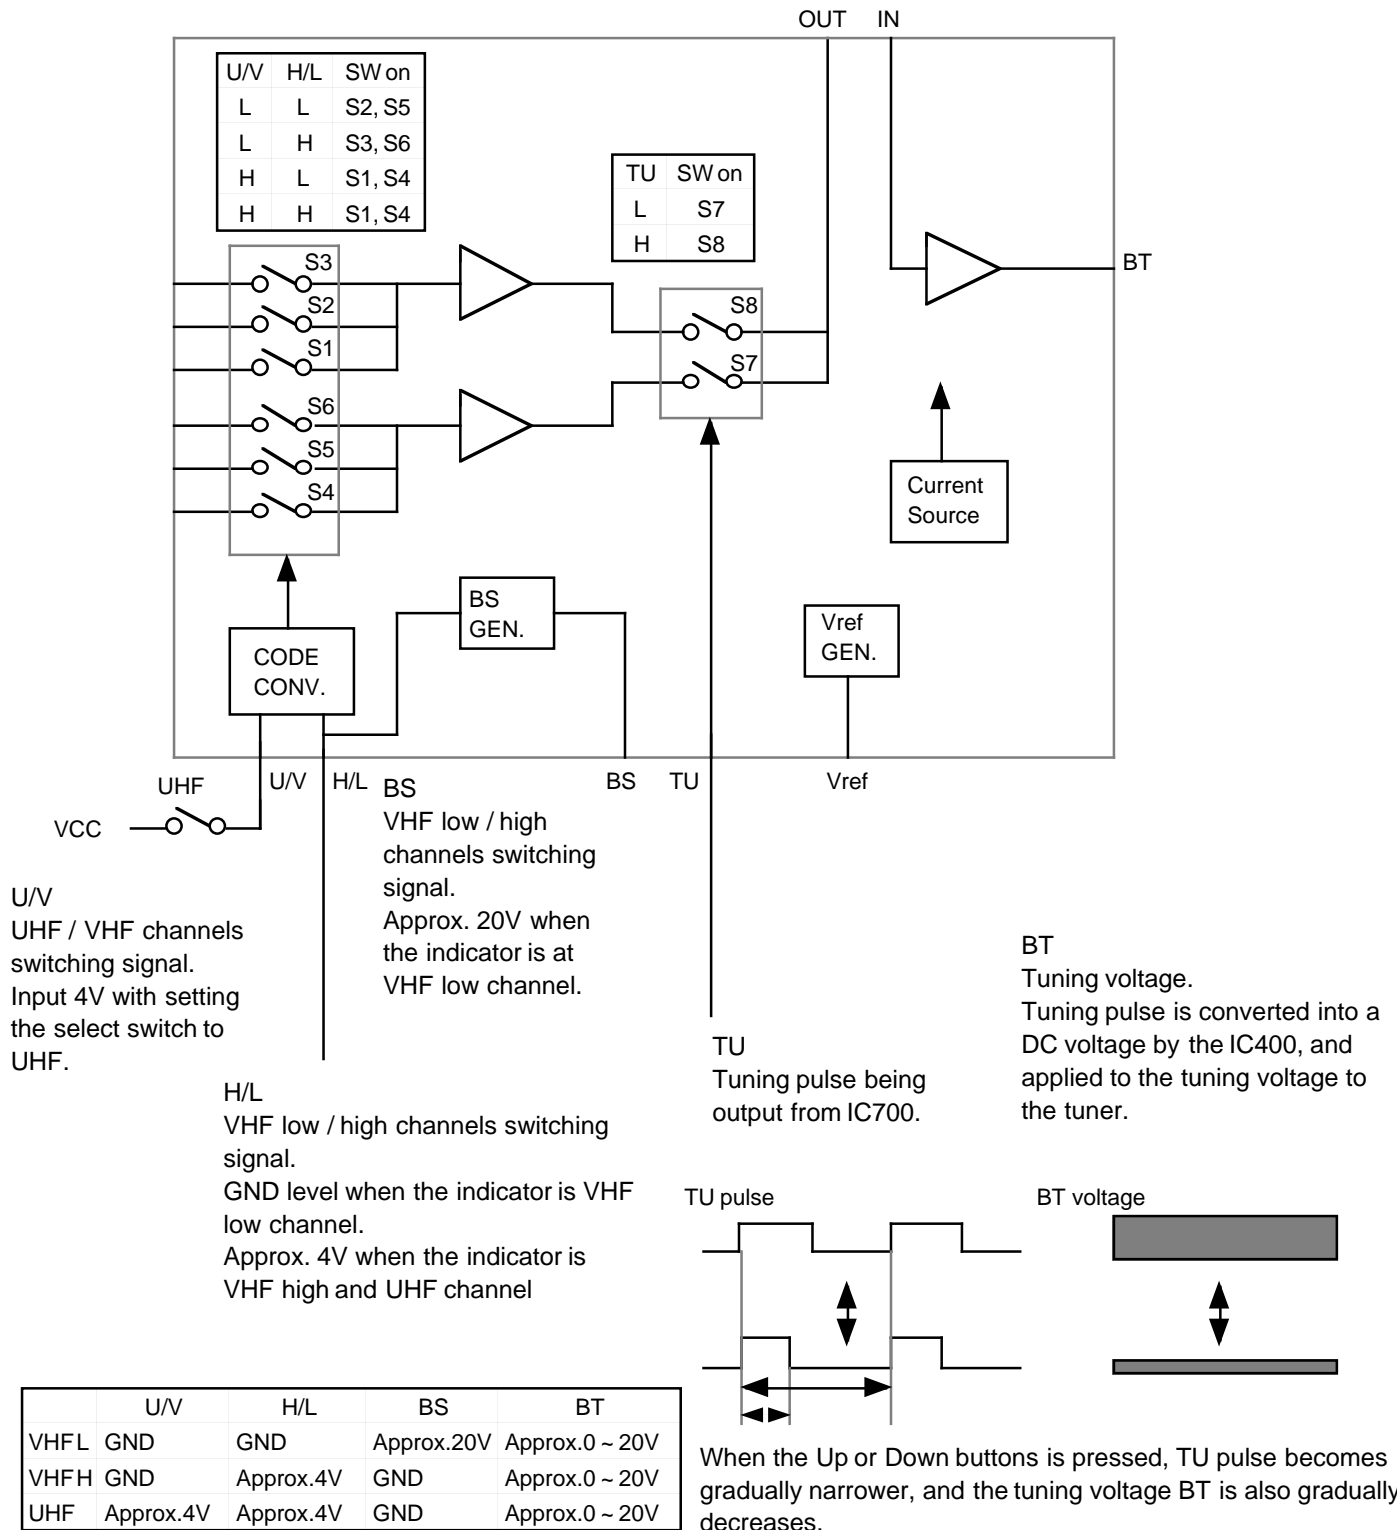 OUT IN
U/V H/L SW on
L L S2, S5
L H S3, S6
H L S1, S4
H H S1, S4
TU SW on
L S7
H S8
S3
S2
S1
S6
S5
S4
S8
S7
BT
Current
Source
BS
GEN.
Vref
GEN.
CODE
CONV.
UHF
VCC
U/V
H/L
BS
TU
Vref
BS
VHF low / high
channels switching
signal.
Approx. 20V when
the indicator is at
VHF low channel.
U/V
UHF / VHF channels
switching signal.
Input 4V with setting
the select switch to
UHF.
H/L
VHF low / high channels switching
signal.
GND level when the indicator is VHF
low channel.
Approx. 4V when the indicator is
VHF high and UHF channel
TU
Tuning pulse being
output from IC700.
BT
Tuning voltage.
Tuning pulse is converted into a
DC voltage by the IC400, and
applied to the tuning voltage to
the tuner.
TU pulse
BT voltage
U/V H/L BS BT
VHFL GND GND Approx.20V Approx.0 ~ 20V
VHFH GND Approx.4V GND Approx.0 ~ 20V
UHF Approx.4V Approx.4V GND Approx.0 ~ 20V
When the Up or Down buttons is pressed, TU pulse becomes
gradually narrower, and the tuning voltage BT is also gradually
decreases.